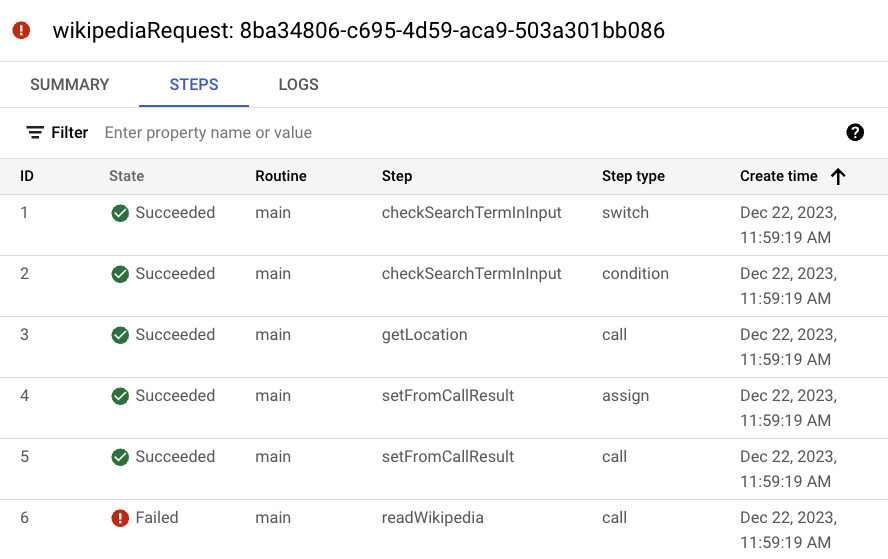 wikipediaRequest: 8ba34806-c695-4d59-aca9-503a301bb086
SUMMARY STEPS LOGS
Filter Enter property name or value
ID State Routine Step Step type Create time
1 Succeeded main checkSearchTermInInput switch Dec 22, 2023,
11:59:19 AM
2 Succeeded main checkSearchTermInInput condition Dec 22, 2023,
11:59:19 AM
3 Succeeded main getLocation call Dec 22, 2023,
11:59:19 AM
4 Succeeded main setFromCallResult assign Dec 22, 2023,
11:59:19 AM
5 Succeeded main setFromCallResult call Dec 22, 2023,
11:59:19 AM
6 Failed main readWikipedia call Dec 22, 2023,
11:59:19 AM